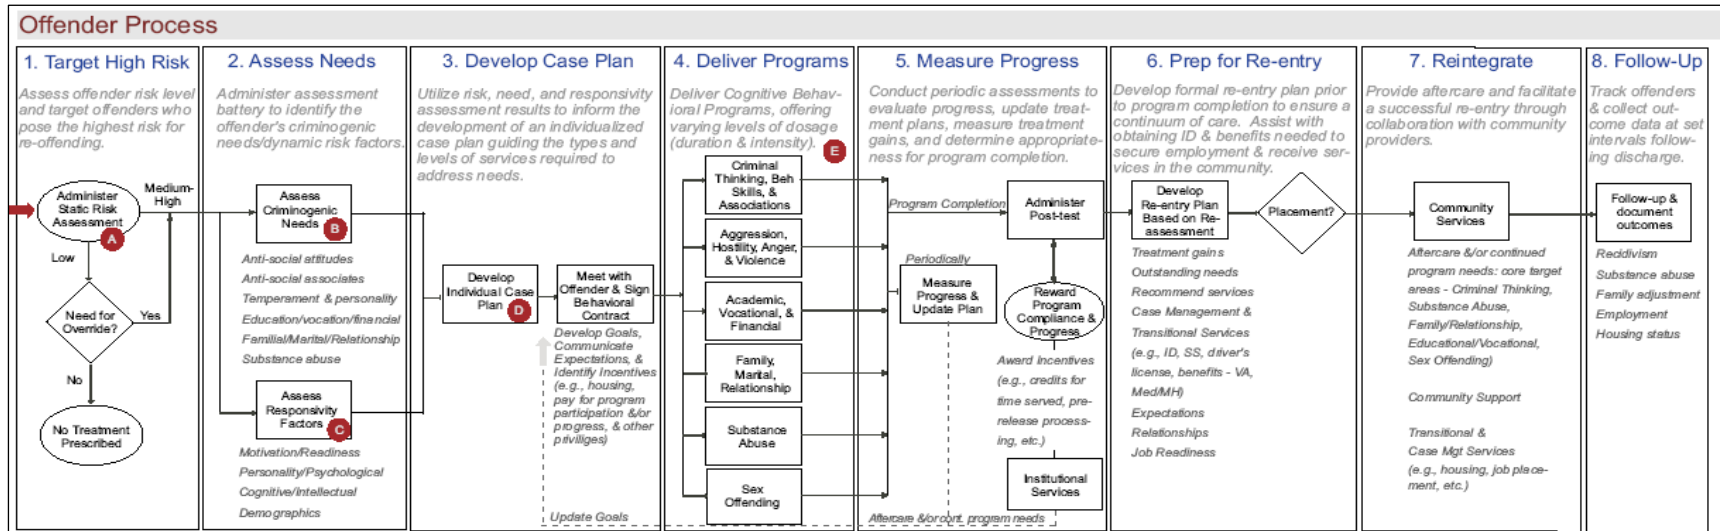 Offender Process
1. Target High Risk
Assess offender risk level
and target offenders who
pose the highest risk for
re-offending.
Administer
Static Risk
Assessment
A
Medium-
High
Low
Need for
Override?
Yes
No
No Treatment
Prescribed
2. Assess Needs
Administer assessment
battery to identify the
offender's criminogenic
needs/dynamic risk factors.
Assess
Criminogenic
Needs
B
Anti-social attitudes
Anti-social associates
Temperament & personality
Education/vocation/financial
Familial/Marital/Relationship
Substance abuse
Assess
Responsivity
Factors
C
Motivation/Readiness
Personality/Psychological
Cognitive/Intellectual
Demographics
3. Develop Case Plan
Utilize risk, need, and responsivity
assessment results to inform the
development of an individualized
case plan guiding the types and
levels of services required to
address needs.
Develop
Individual Case
Plan
D
Meet with
Offender & Sign
Behavioral
Contract
Develop Goals,
Communicate
Expectations, &
Identify Incentives
(e.g., housing,
pay for program
participation &/or
progress, & other
priviliges)
Update Goals
4. Deliver Programs
Deliver Cognitive Behav-
ioral Programs, offering
varying levels of dosage
(duration & intensity).
E
Criminal
Thinking, Beh
Skills, &
Associations
Aggression,
Hostility, Anger,
& Violence
Academic,
Vocational, &
Financial
Family,
Marital,
Relationship
Substance
Abuse
Sex
Offending
5. Measure Progress
Conduct periodic assessments to
evaluate progress, update treat-
ment plans, measure treatment
gains, and determine appropriate-
ness for program completion.
Program Completion
Administer
Post-test
Periodically
Measure
Progress &
Update Plan
Reward
Program
Compliance &
Progress
Award Incentives
(e.g., credits for
time served, pre-
release process-
ing, etc.)
Institutional
Services
Aftercare &/or cont. program needs
6. Prep for Re-entry
Develop formal re-entry plan prior
to program completion to ensure a
continuum of care. Assist with
obtaining ID & benefits needed to
secure employment & receive ser-
vices in the community.
Develop
Re-entry Plan
Based on Re-
assessment
Placement?
Treatment gains
Outstanding needs
Recommend services
Case Management &
Transitional Services
(e.g., ID, SS, driver's
license, benefits - VA,
Med/MH)
Expectations
Relationships
Job Readiness
7. Reintegrate
Provide aftercare and facilitate
a successful re-entry through
collaboration with community
providers.
Community
Services
Aftercare &/or continued
program needs: core target
areas - Criminal Thinking,
Substance Abuse,
Family/Relationship,
Educational/Vocational,
Sex Offending)
Community Support
Transitional &
Case Mgt Services
(e.g., housing, job place-
ment, etc.)
8. Follow-Up
Track offenders
& collect out-
come data at set
intervals follow-
ing discharge.
Follow-up &
document
outcomes
Recidivism
Substance abuse
Family adjustment
Employment
Housing status